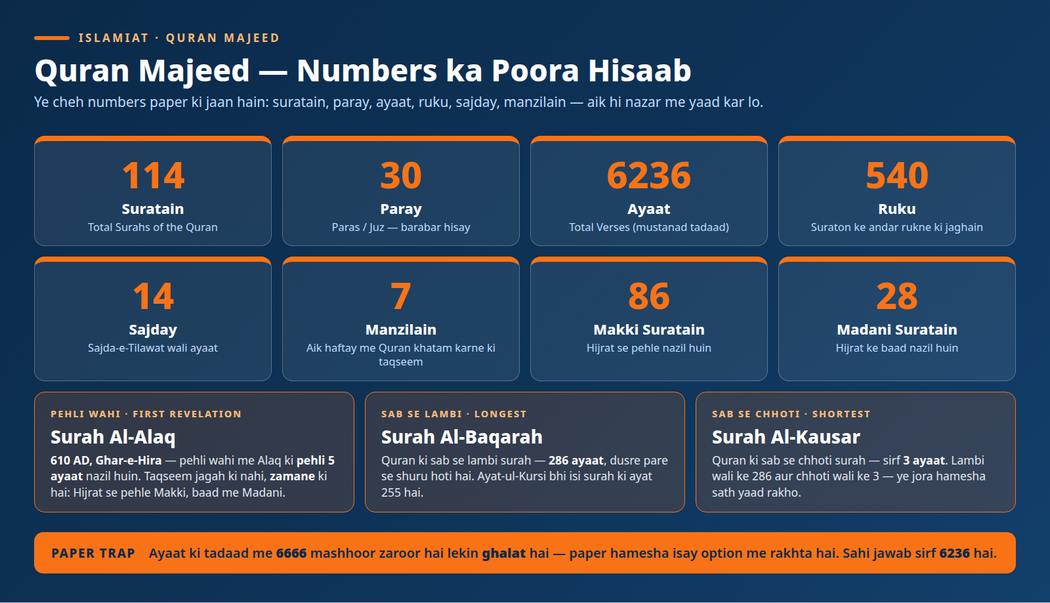 ISLAMIAT · QURAN MAJEED
Quran Majeed — Numbers ka Poora Hisaab
Ye cheh numbers paper ki jaan hain: suratain, paray, ayaat, ruku, sajday, manzilain — aik hi nazar me yaad kar lo.
114
Suratain
Total Surahs of the Quran
30
Paray
Paras / Juz — barabar hisay
6236
Ayaat
Total Verses (mustanad tadaad)
540
Ruku
Suraton ke andar rukne ki jaghain
14
Sajday
Sajda-e-Tilawat wali ayaat
7
Manzilain
Aik haftay me Quran khatam karne ki
taqseem
86
Makki Suratain
Hijrat se pehle nazil huin
28
Madani Suratain
Hijrat ke baad nazil huin
PEHLI WAHI · FIRST REVELATION
Surah Al-Alaq
610 AD, Ghar-e-Hira — pehli wahi me Alaq ki pehli 5
ayaat nazil huin. Taqseem jagah ki nahi, zamane ki
hai: Hijrat se pehle Makki, baad me Madani.
SAB SE LAMBI · LONGEST
Surah Al-Baqarah
Quran ki sab se lambi surah — 286 ayaat, dusre pare
se shuru hoti hai. Ayat-ul-Kursi bhi isi surah ki ayat
255 hai.
SAB SE CHHOTI · SHORTEST
Surah Al-Kausar
Quran ki sab se chhoti surah — sirf 3 ayaat. Lambi
wali ke 286 aur chhoti wali ke 3 — ye jora hamesha
sath yaad rakho.
PAPER TRAP Ayaat ki tadaad me 6666 mashhoor zaroor hai lekin ghalat hai — paper hamesha isay option me rakhta hai. Sahi jawab sirf 6236 hai.